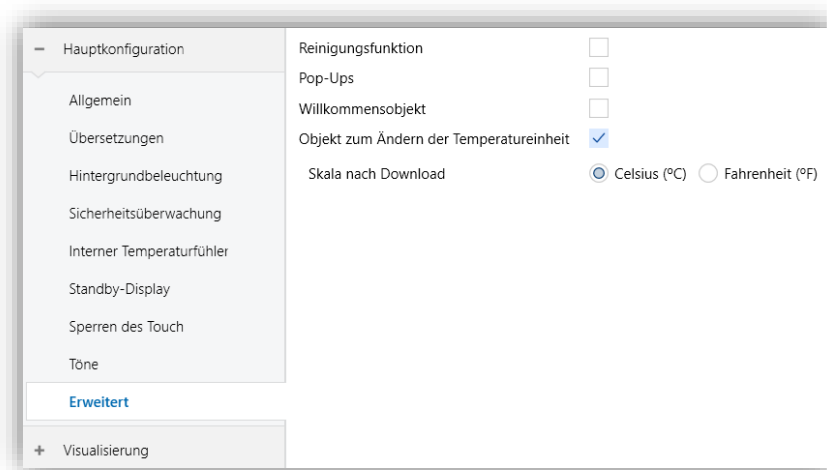 − Hauptkonfiguration
Allgemein
Übersetzungen
Hintergrundbeleuchtung
Sicherheitsüberwachung
Interner Temperaturfühler
Standby-Display
Sperren des Touch
Töne
Erweitert
+ Visualisierung
Reinigungsfunktion
Pop-Ups
Willkommensobjekt
Objekt zum Ändern der Temperatureinheit
Skala nach Download Celsius (ºC) Fahrenheit (ºF)